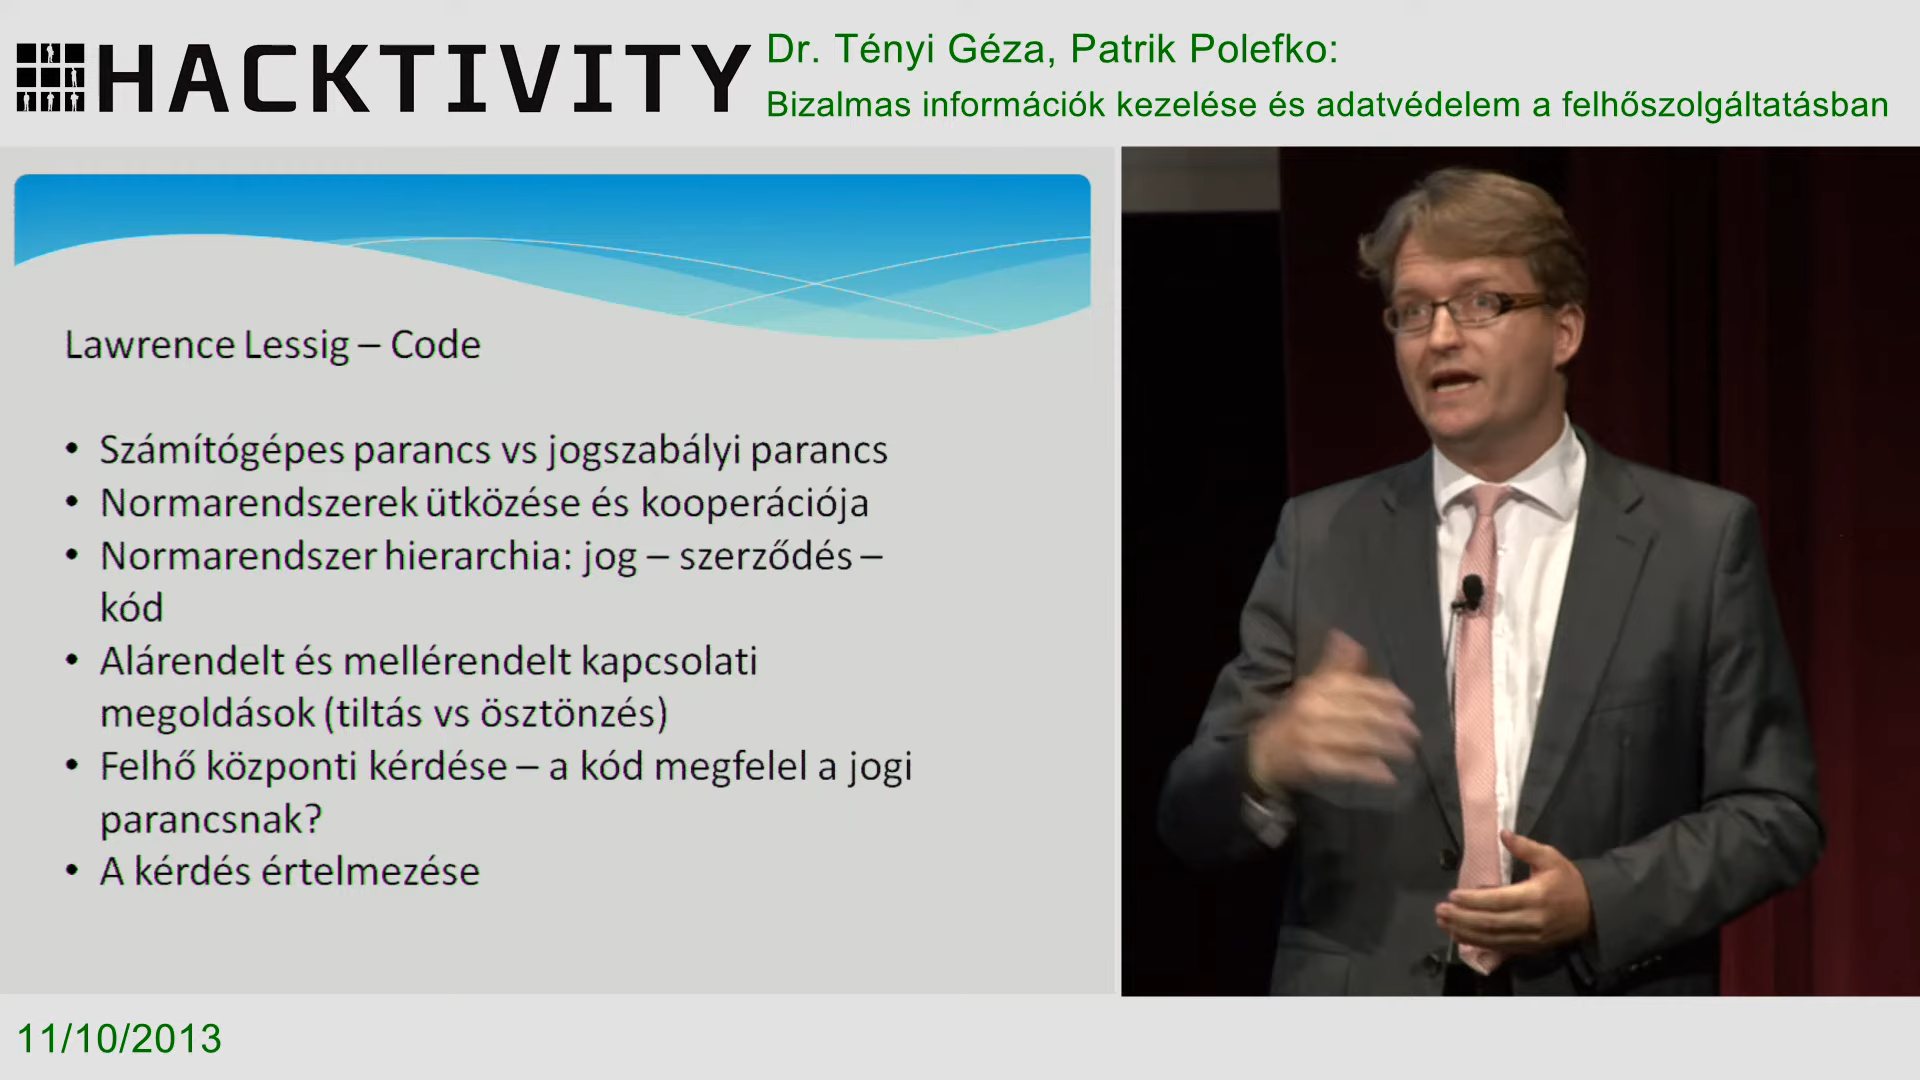 HACKTIVITY
Dr. Tényi Géza, Patrik Polefko:
Bizalmas információk kezelése és adatvédelem a felhőszolgáltatásban
Lawrence Lessig – Code
• Számítógépes parancs vs jogszabályi parancs
• Normarendszerek ütközése és kooperációja
• Normarendszer hierarchia: jog – szerződés –
kód
• Alárendelt és mellérendelt kapcsolati
megoldások (tiltás vs ösztönzés)
• Felhő központi kérdése – a kód megfelel a jogi
parancsnak?
• A kérdés értelmezése
11/10/2013